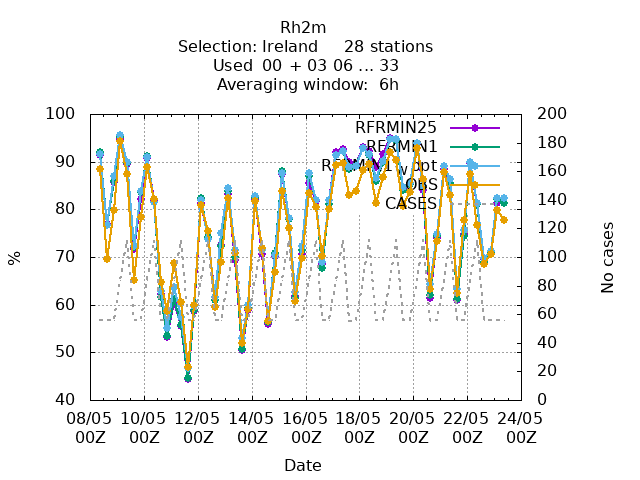 Rh2m
Selection: Ireland 28 stations
Used 00 + 03 06 ... 33
Averaging window: 6h
100
90
80
70
60
50
40
%
200
180
160
140
120
100
80
60
40
20
0
No cases
RFRMIN25
RFRMIN1
OBS
CASES
08/05 10/05 12/05 14/05 16/05 18/05 20/05 22/05 24/05
00Z 00Z 00Z 00Z 00Z 00Z 00Z 00Z 00Z
Date